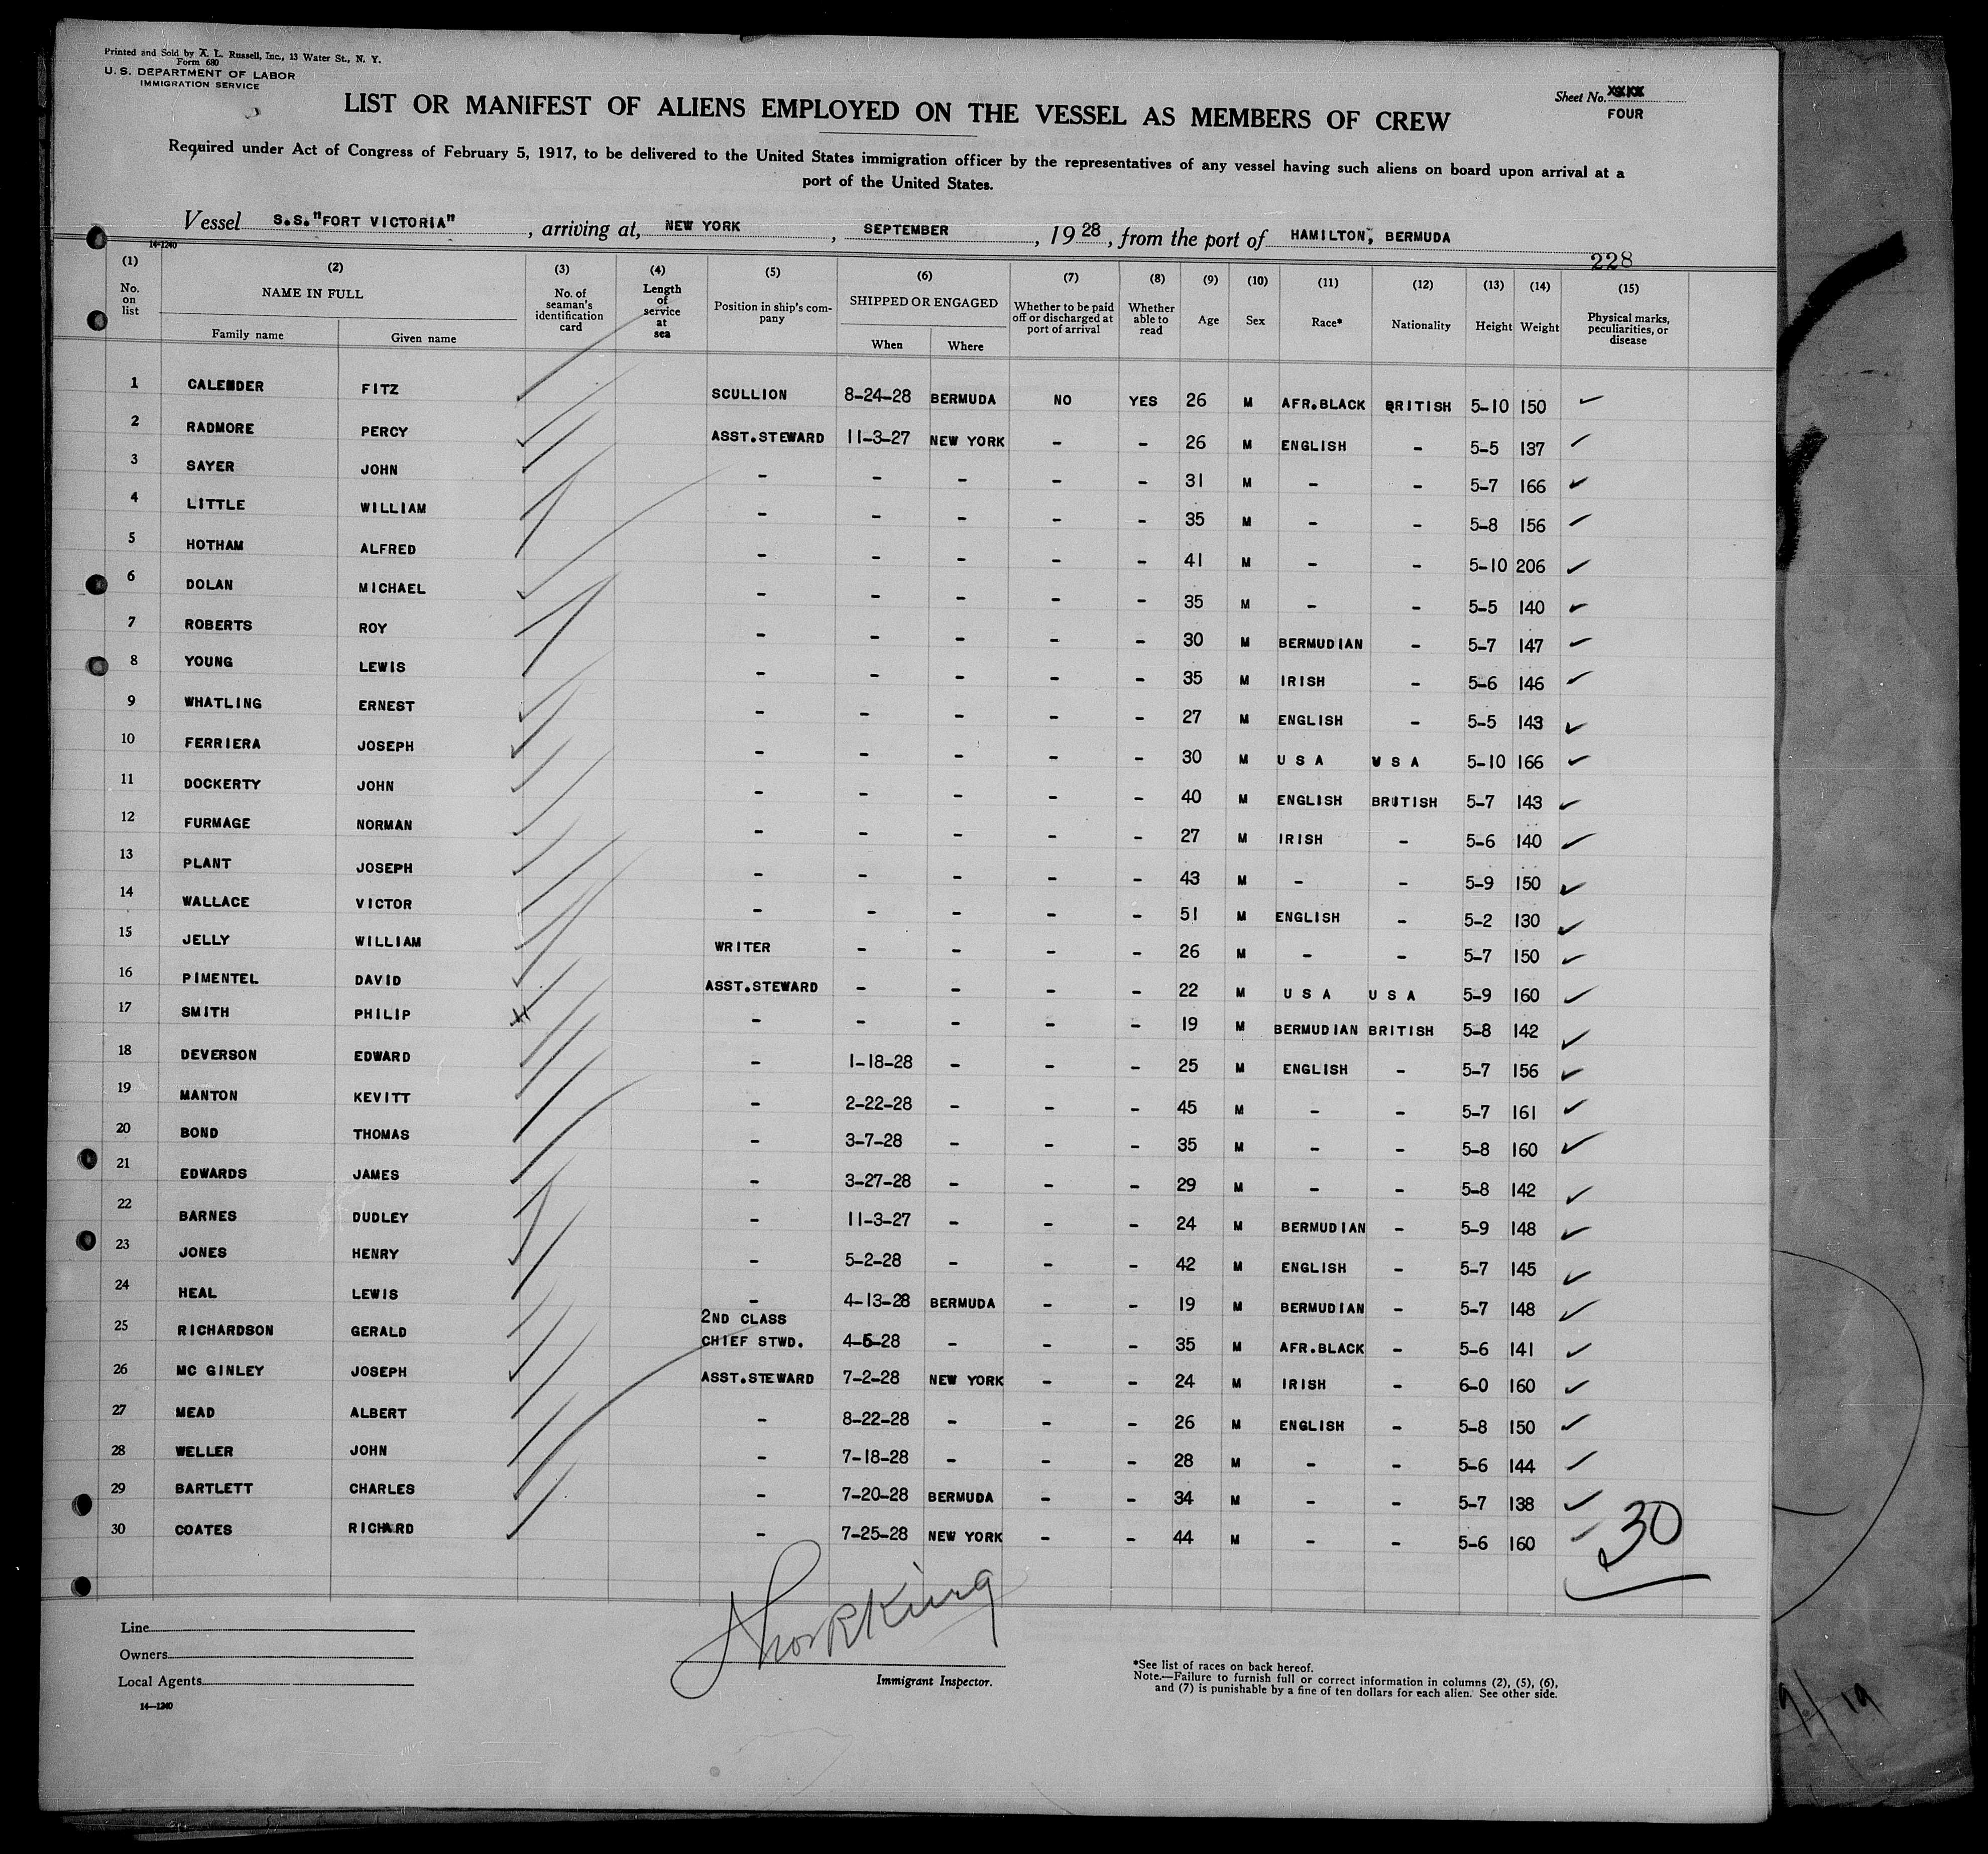 Printed and Sold by A. L. Russell, Inc., 13 Water St., N. Y.
Form 680
U. S. DEPARTMENT OF LABOR
IMMIGRATION SERVICE
Sheet No.
FOUR
LIST OR MANIFEST OF ALIENS EMPLOYED ON THE VESSEL AS MEMBERS OF CREW
Required under Act of Congress of February 5, 1917, to be delivered to the United States immigration officer by the representatives of any vessel having such aliens on board upon arrival at a
port of the United States.
Vessel S.S. "FORT VICTORIA", arriving at, NEW YORK, SEPTEMBER, 1928, from the port of HAMILTON, BERMUDA
14-1240
228
(1) (2) (3) (4) (5) (6) (7) (8) (9) (10) (11) (12) (13) (14) (15)
No. on list NAME IN FULL Family name Given name No. of seaman's identification card Length of service at sea Position in ship's company SHIPPED OR ENGAGED When Where Whether to be paid off or discharged at port of arrival Whether able to read Age Sex Race* Nationality Height Weight Physical marks, peculiarities, or disease
1 CALENDER FITZ SCULLION 8-24-28 BERMUDA NO YES 26 M AFR.BLACK BRITISH 5-10 150
2 RADMORE PERCY ASST.STEWARD 11-3-27 NEW YORK - - 26 M ENGLISH - 5-5 137
3 SAYER JOHN - - - - - 31 M - - 5-7 166
4 LITTLE WILLIAM - - - - - 35 M - - 5-8 156
5 HOTHAM ALFRED - - - - - 41 M - - 5-10 206
6 DOLAN MICHAEL - - - - - 35 M - - 5-5 140
7 ROBERTS ROY - - - - - 30 M BERMUDIAN - 5-7 147
8 YOUNG LEWIS - - - - - 35 M IRISH - 5-6 146
9 WHATLING ERNEST - - - - - 27 M ENGLISH - 5-5 143
10 FERRIERA JOSEPH - - - - - 30 M U S A U S A 5-10 166
11 DOCKERTY JOHN - - - - - 40 M ENGLISH BRITISH 5-7 143
12 FURMAGE NORMAN - - - - - 27 M IRISH - 5-6 140
13 PLANT JOSEPH - - - - - 43 M - - 5-9 150
14 WALLACE VICTOR - - - - - 51 M ENGLISH - 5-2 130
15 JELLY WILLIAM WRITER - - - - 26 M - - 5-7 150
16 PIMENTEL DAVID ASST.STEWARD - - - - 22 M U S A U S A 5-9 160
17 SMITH PHILIP - - - - - 19 M BERMUDIAN BRITISH 5-8 142
18 DEVERSON EDWARD - 1-18-28 - - - 25 M ENGLISH - 5-7 156
19 MANTON KEVITT - 2-22-28 - - - 45 M - - 5-7 161
20 BOND THOMAS - 3-7-28 - - - 35 M - - 5-8 160
21 EDWARDS JAMES - 3-27-28 - - - 29 M - - 5-8 142
22 BARNES DUDLEY - 11-3-27 - - - 24 M BERMUDIAN - 5-9 148
23 JONES HENRY - 5-2-28 - - - 42 M ENGLISH - 5-7 145
24 HEAL LEWIS - 4-13-28 BERMUDA - - 19 M BERMUDIAN - 5-7 148
25 RICHARDSON GERALD 2ND CLASS CHIEF STWD. 4-5-28 - - - 35 M AFR.BLACK - 5-6 141
26 MC GINLEY JOSEPH ASST.STEWARD 7-2-28 NEW YORK - - 24 M IRISH - 6-0 160
27 MEAD ALBERT - 8-22-28 - - - 26 M ENGLISH - 5-8 150
28 WELLER JOHN - 7-18-28 - - - 28 M - - 5-6 144
29 BARTLETT CHARLES - 7-20-28 BERMUDA - - 34 M - - 5-7 138
30 COATES RICHARD - 7-25-28 NEW YORK - - 44 M - - 5-6 160
30
Line
Owners
Local Agents
14-1240
King
Immigrant Inspector.
*See list of races on back hereof.
Note.—Failure to furnish full or correct information in columns (2), (5), (6),
and (7) is punishable by a fine of ten dollars for each alien. See other side.
9/19